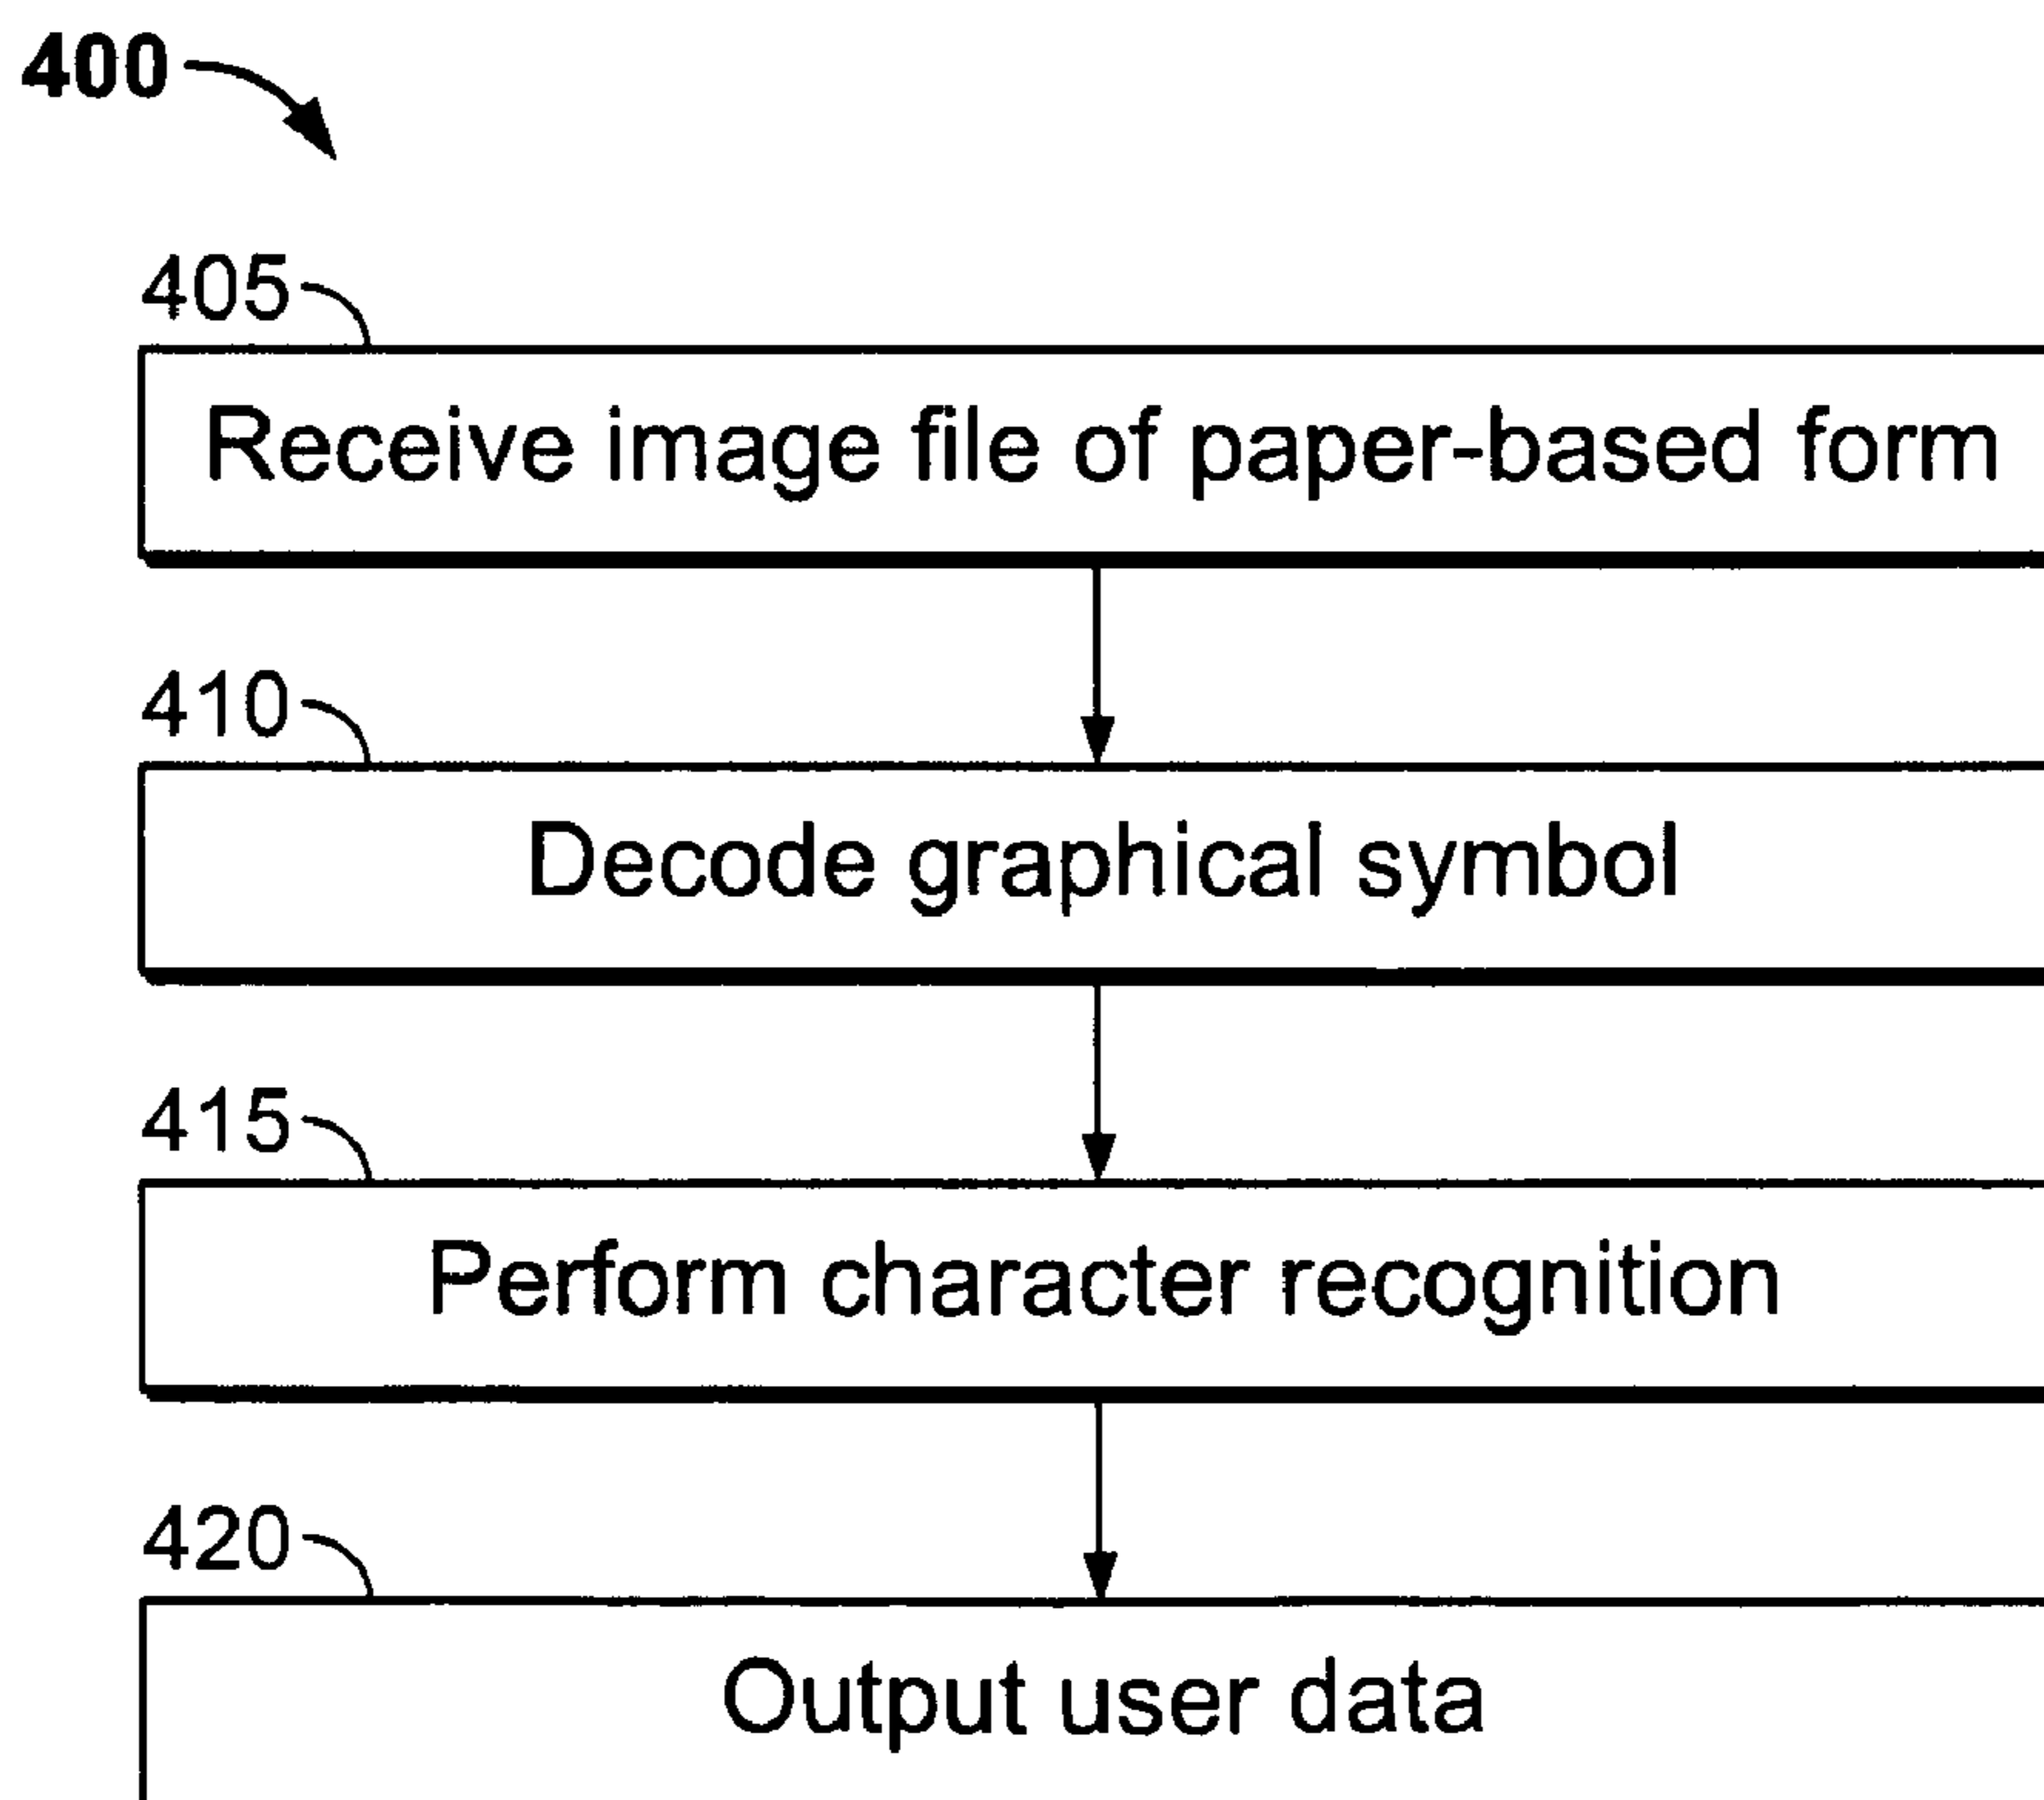 400
405
Receive image file of paper-based form
410
Decode graphical symbol
415
Perform character recognition
420
Output user data